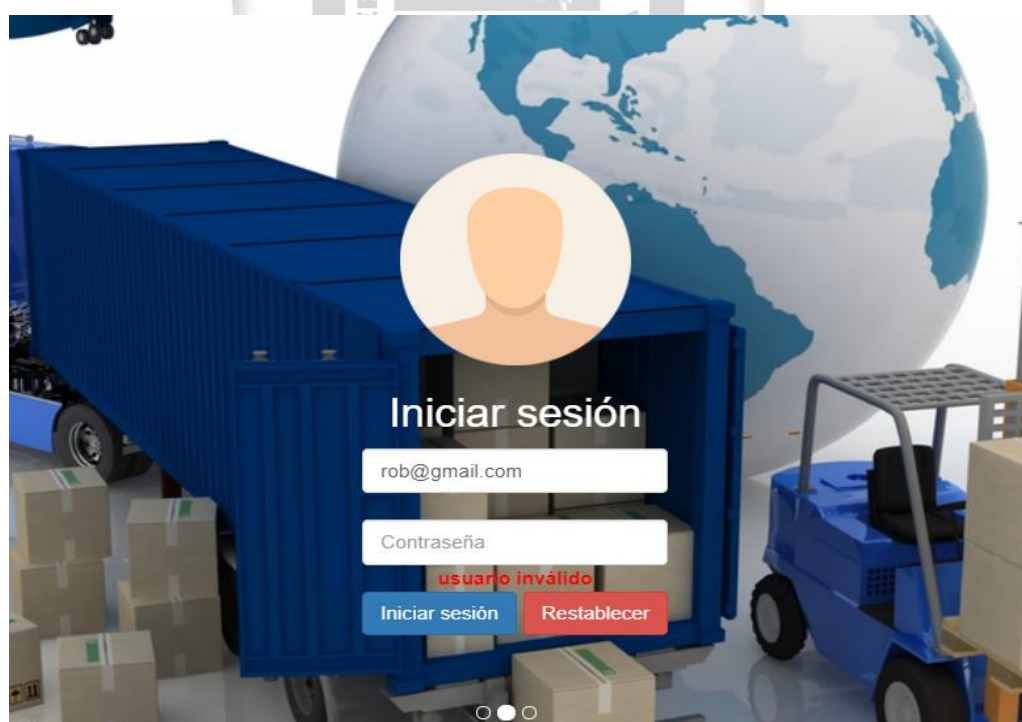 Iniciar sesión
rob@gmail.com
Contraseña
usuario inválido
Iniciar sesión Restablecer